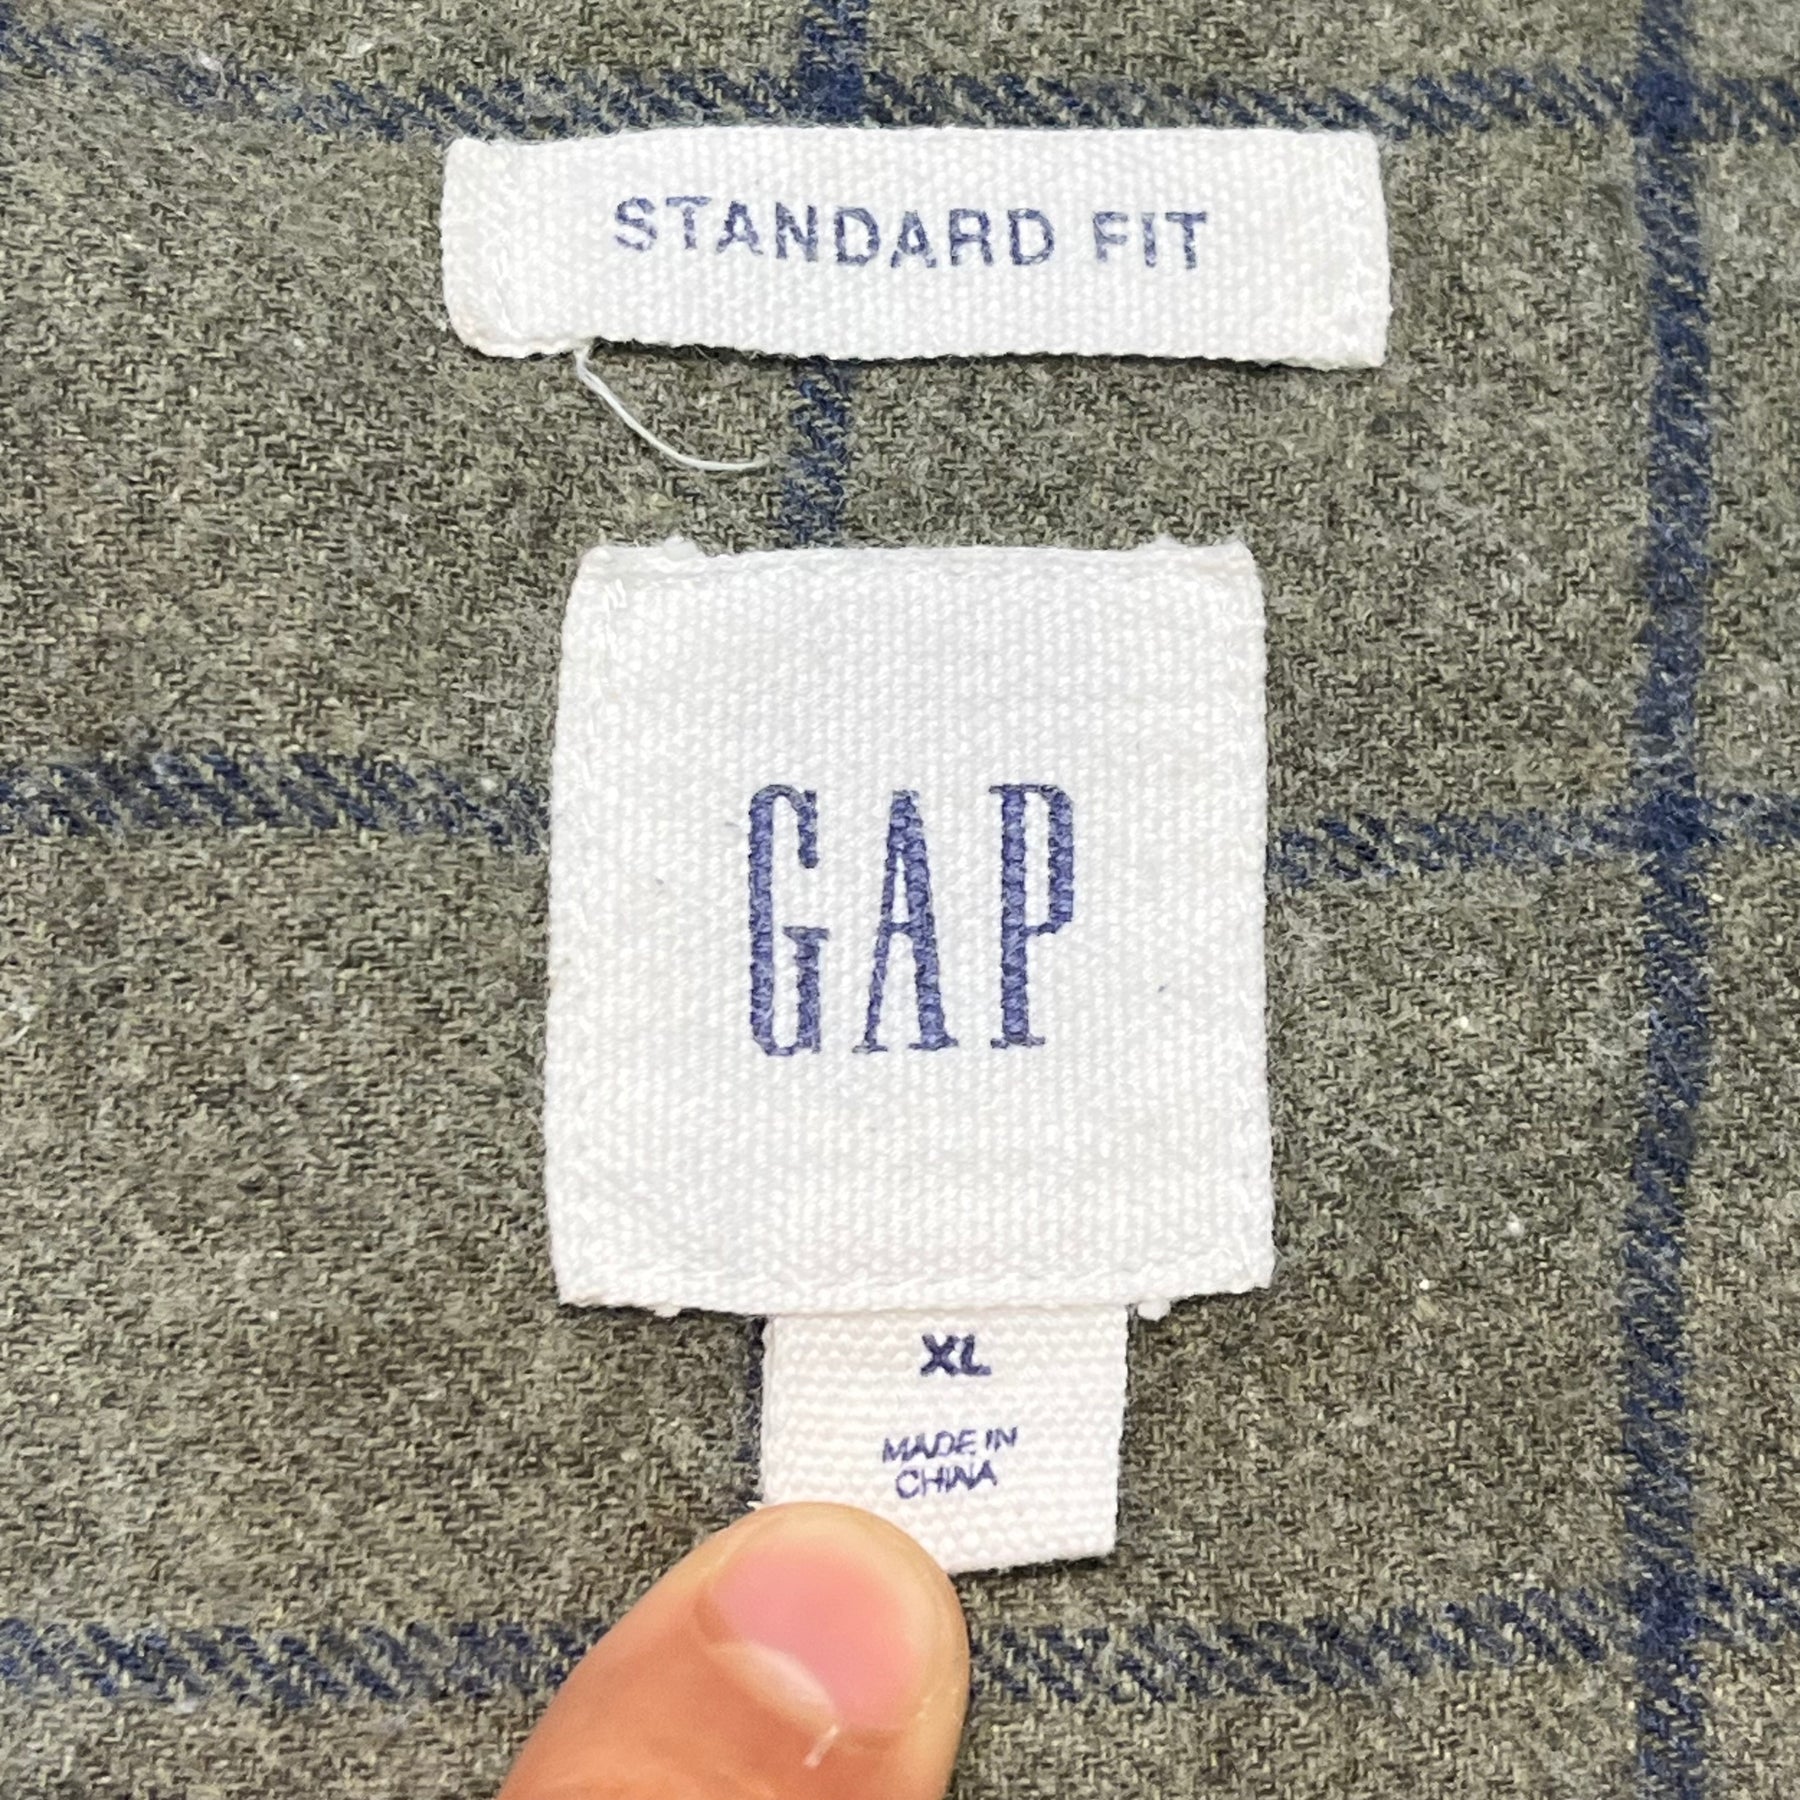 STANDARD FIT
GAP
XL
MADE IN
CHINA